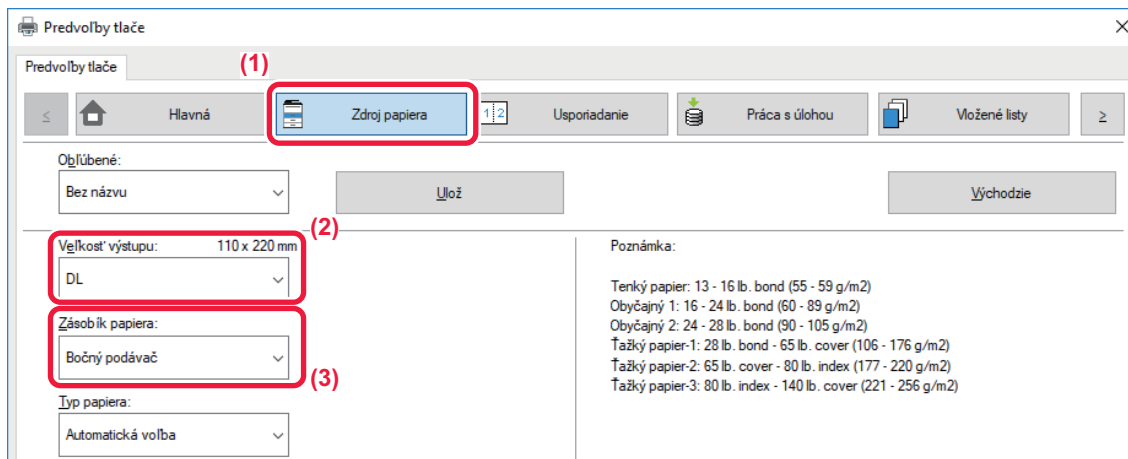 Predvoľby tlače
Predvoľby tlače
(1)
≤ Hlavná Zdroj papiera 1 2 Usporiadanie Práca s úlohou Vložené listy ≥
Obľúbené:
Bez názvu Ulož Východzie
(2)
Veľkosť výstupu: 110 x 220 mm Poznámka:
DL
Tenký papier: 13 - 16 lb. bond (55 - 59 g/m2)
Obyčajný 1: 16 - 24 lb. bond (60 - 89 g/m2)
Zásobík papiera: Obyčajný 2: 24 - 28 lb. bond (90 - 105 g/m2)
Ťažký papier-1: 28 lb. bond - 65 lb. cover (106 - 176 g/m2)
Bočný podávač Ťažký papier-2: 65 lb. cover - 80 lb. index (177 - 220 g/m2)
(3) Ťažký papier-3: 80 lb. index - 140 lb. cover (221 - 256 g/m2)
Typ papiera:
Automatická voľba